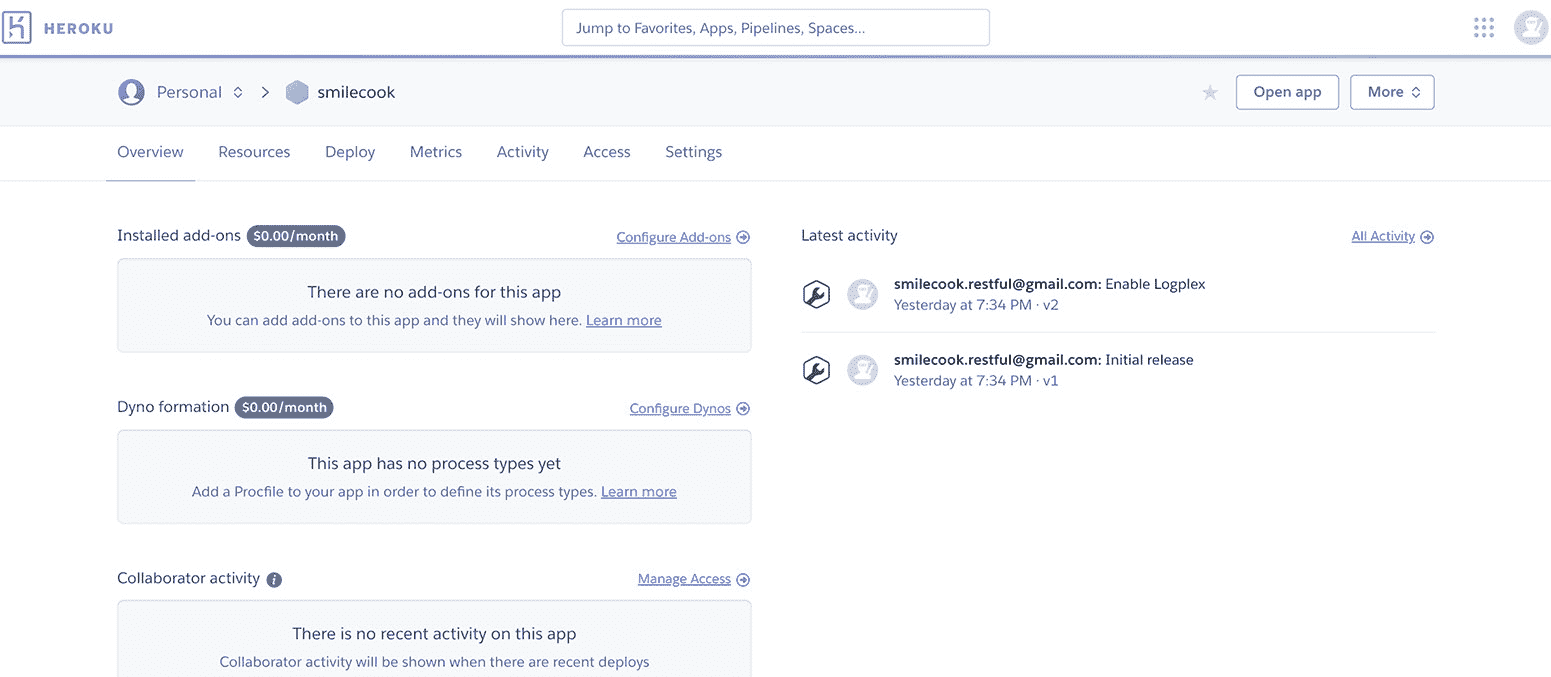 HEROKU
Jump to Favorites, Apps, Pipelines, Spaces...
Personal
smilecook
Open app
More
Overview
Resources
Deploy
Metrics
Activity
Access
Settings
Installed add-ons $0.00/month
Configure Add-ons
There are no add-ons for this app
You can add add-ons to this app and they will show here. Learn more
Dyno formation $0.00/month
Configure Dynos
This app has no process types yet
Add a Procfile to your app in order to define its process types. Learn more
Collaborator activity
Manage Access
There is no recent activity on this app
Collaborator activity will be shown when there are recent deploys
Latest activity
All Activity
smilecook.restful@gmail.com: Enable Logplex
Yesterday at 7:34 PM · v2
smilecook.restful@gmail.com: Initial release
Yesterday at 7:34 PM · v1